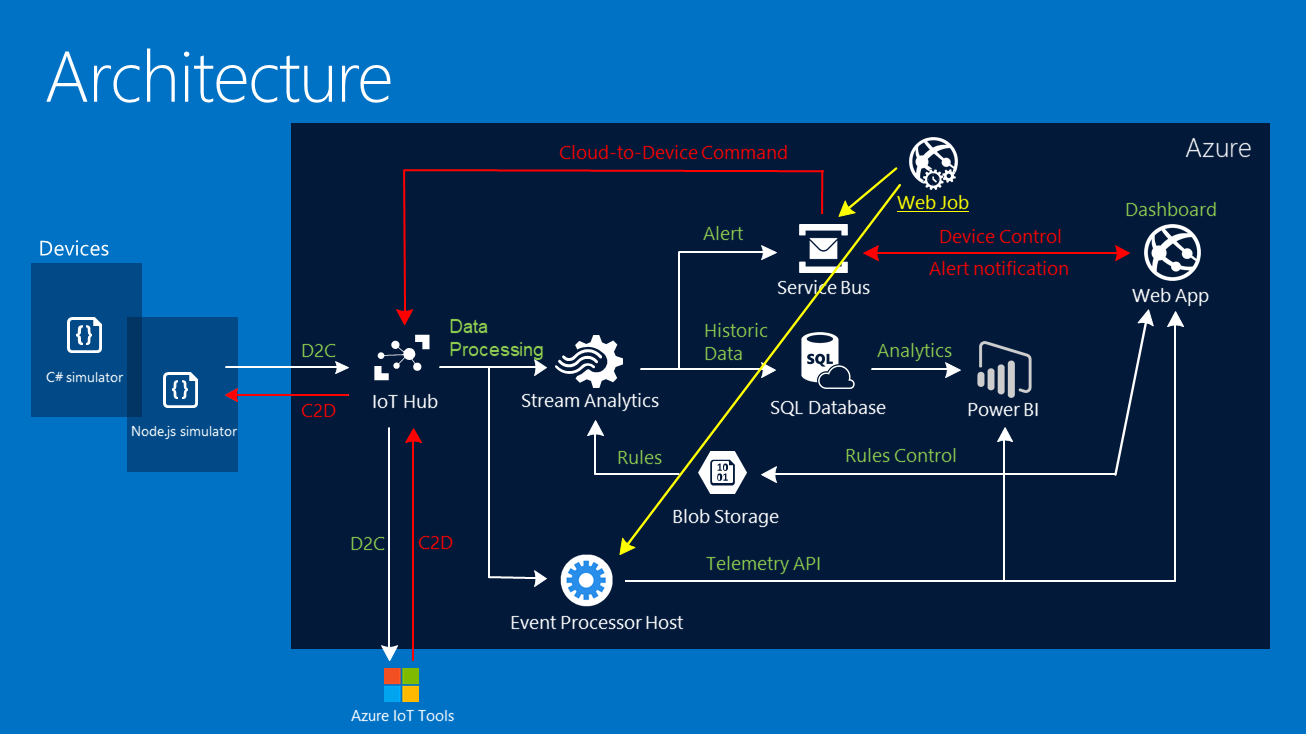 Architecture
Azure
Cloud-to-Device Command
Web Job
Dashboard
Alert
Device Control
Devices
Alert notification
Service Bus
Web App
{}
Data
Processing
Historic
Data
D2C
SQL
Analytics
C# simulator
{}
IoT Hub
Stream Analytics
SQL Database
Power BI
C2D
Node.js simulator
Rules
10
01
Rules Control
Blob Storage
D2C
C2D
Telemetry API
Event Processor Host
Azure IoT Tools